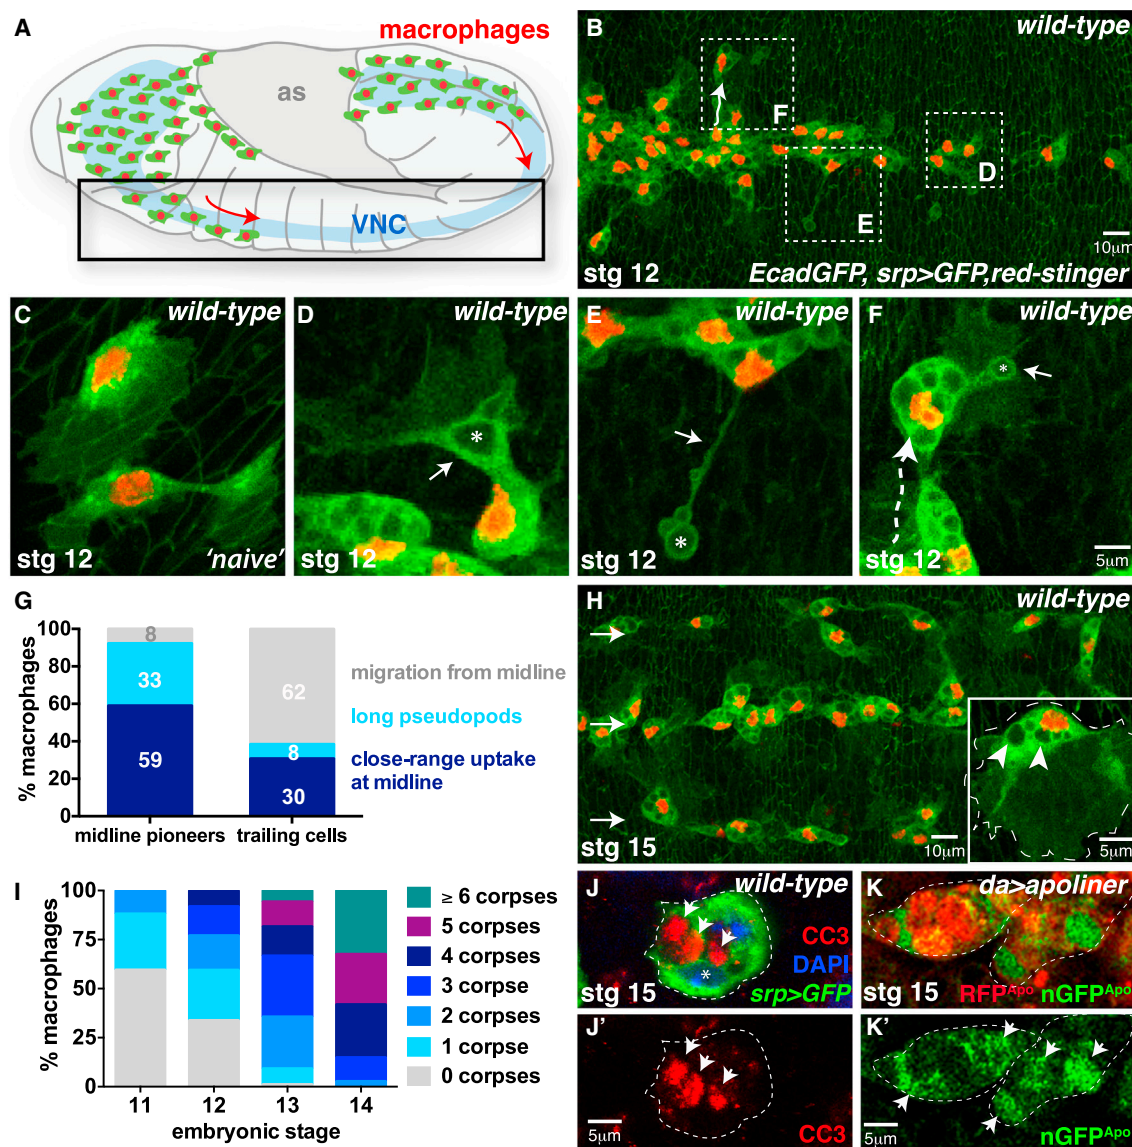 A
macrophages
as
VNC
B
wild-type
F
D
E
10μm
stg 12
EcadGFP, srp>GFP,red-stinger
C
wild-type
stg 12
'naive'
D
wild-type
*
stg 12
E
wild-type
*
stg 12
F
wild-type
*
stg 12
5μm
G
% macrophages
100
80
60
40
20
0
8
33
59
62
8
30
midline pioneers
trailing cells
migration from midline
long pseudopods
close-range uptake
at midline
H
wild-type
stg 15
10μm
5μm
I
% macrophages
100
75
50
25
0
11
12
13
14
embryonic stage
≥ 6 corpses
5 corpses
4 corpses
3 corpse
2 corpses
1 corpse
0 corpses
J
wild-type
CC3
DAPI
*
stg 15
srp>GFP
J'
5μm
CC3
K
da>apoliner
stg 15
RFPApo
nGFPApo
K'
5μm
nGFPApo